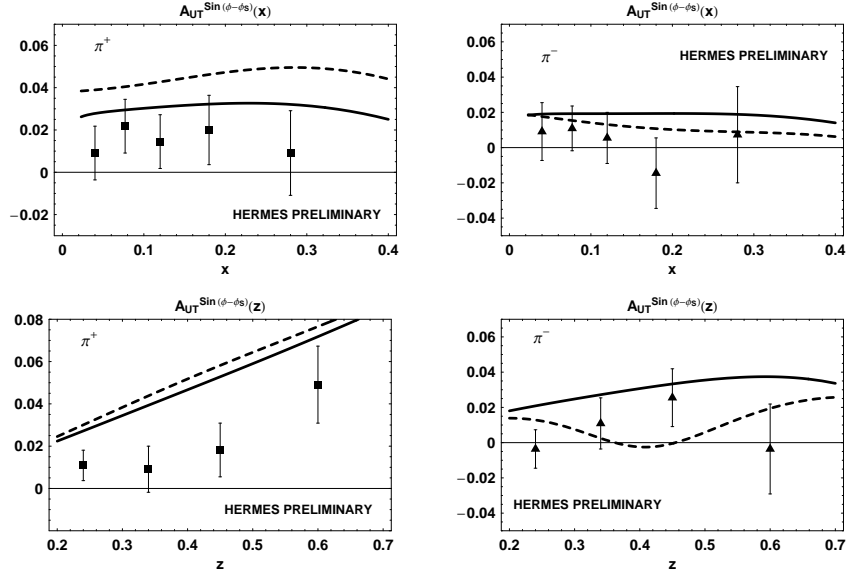 A_UT^Sin (ϕ-ϕS)(x)
π+
0.06
0.04
0.02
0
−0.02
HERMES PRELIMINARY
0 0.1 0.2 0.3 0.4
x
A_UT^Sin (ϕ-ϕS)(x)
π−
HERMES PRELIMINARY
0.06
0.04
0.02
0
−0.02
−0.04
0 0.1 0.2 0.3 0.4
x
A_UT^Sin (ϕ-ϕS)(z)
π+
0.08
0.06
0.04
0.02
0
HERMES PRELIMINARY
0.2 0.3 0.4 0.5 0.6 0.7
z
A_UT^Sin (ϕ-ϕS)(z)
π−
0.06
0.04
0.02
0
−0.02
−0.04
HERMES PRELIMINARY
0.2 0.3 0.4 0.5 0.6 0.7
z